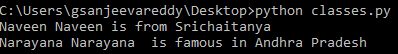 C:\Users\gsanjeevareddy\Desktop>python classes.py
Naveen Naveen is from Srichaitanya
Narayana Narayana  is famous in Andhra Pradesh